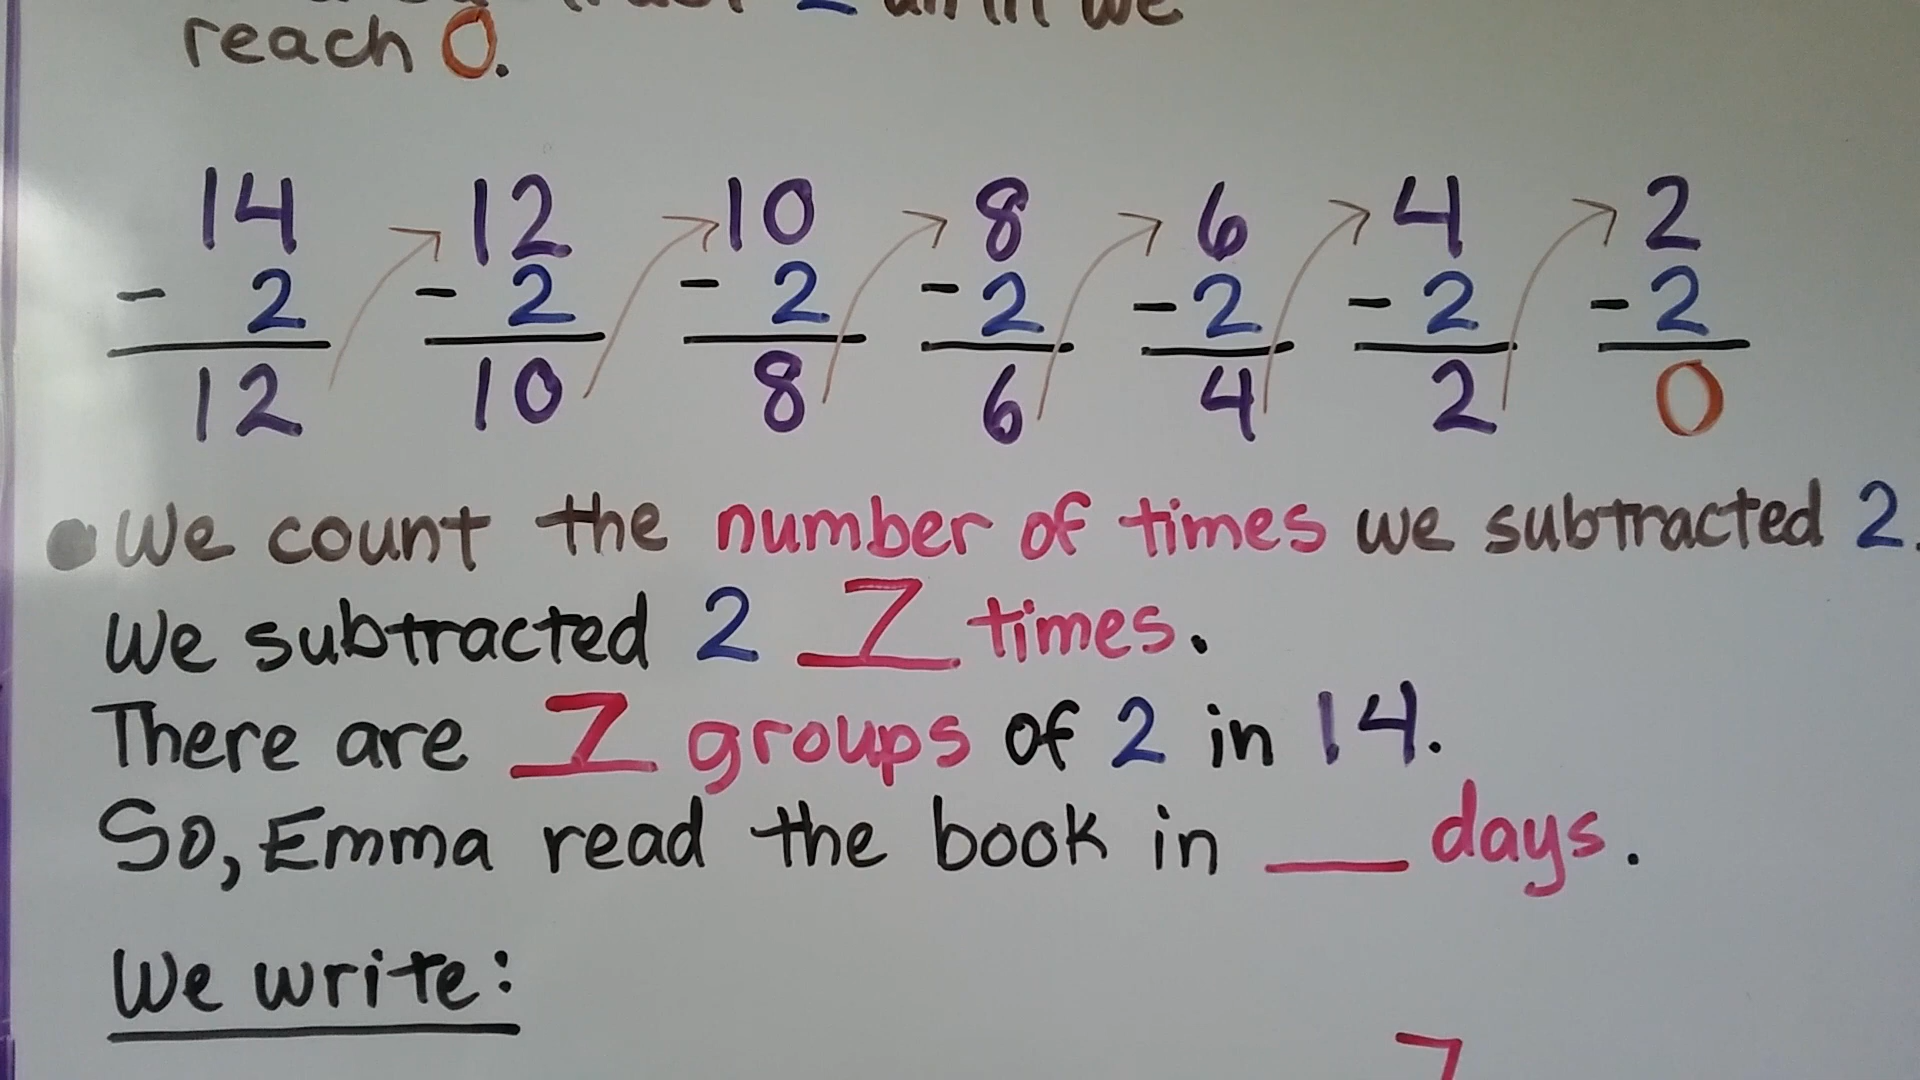 we
reach 0.
14 12 10 8 6 4 2
- 2 - 2 - 2 - 2 - 2 - 2 - 2
12 10 8 6 4 2 0
We count the number of times we subtracted 2.
We subtracted 2 7 times.
There are 7 groups of 2 in 14.
So, Emma read the book in __ days.
We write:
7